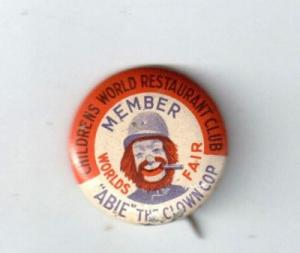 CHILDRENS WORLD RESTAURANT CLUB
MEMBER
WORLDS FAIR
"ABIE" THE CLOWN COP